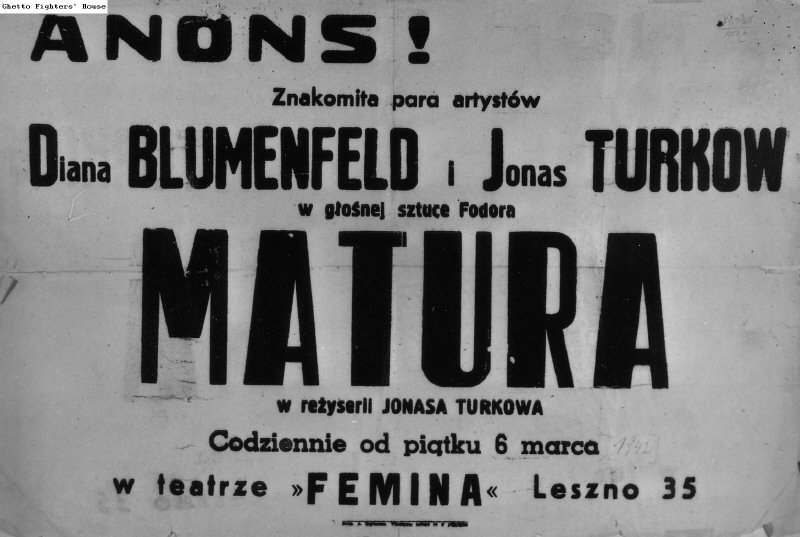 Ghetto Fighters' House
ANONS!
Znakomita para artystów
Diana BLUMENFELD i Jonas TURKOW
w głośnej sztuce Fodora
MATURA
w reżyserii JONASA TURKOWA
Codziennie od piątku 6 marca 1942
w teatrze »FEMINA« Leszno 35